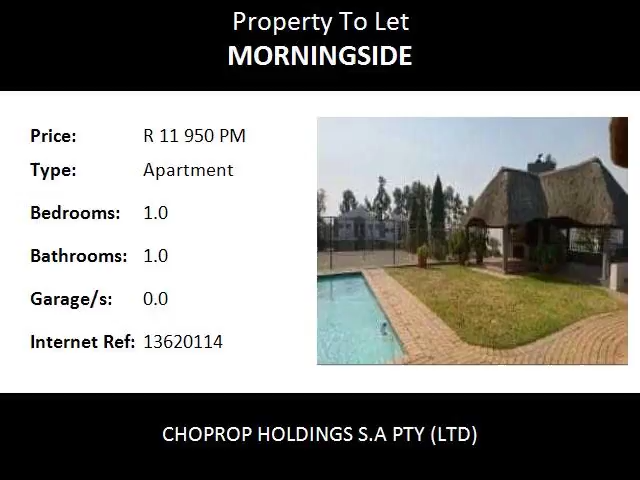 Property To Let
MORNINGSIDE
Price: R 11 950 PM
Type: Apartment
Bedrooms: 1.0
Bathrooms: 1.0
Garage/s: 0.0
Internet Ref: 13620114
CHOPROP HOLDINGS S.A PTY (LTD)